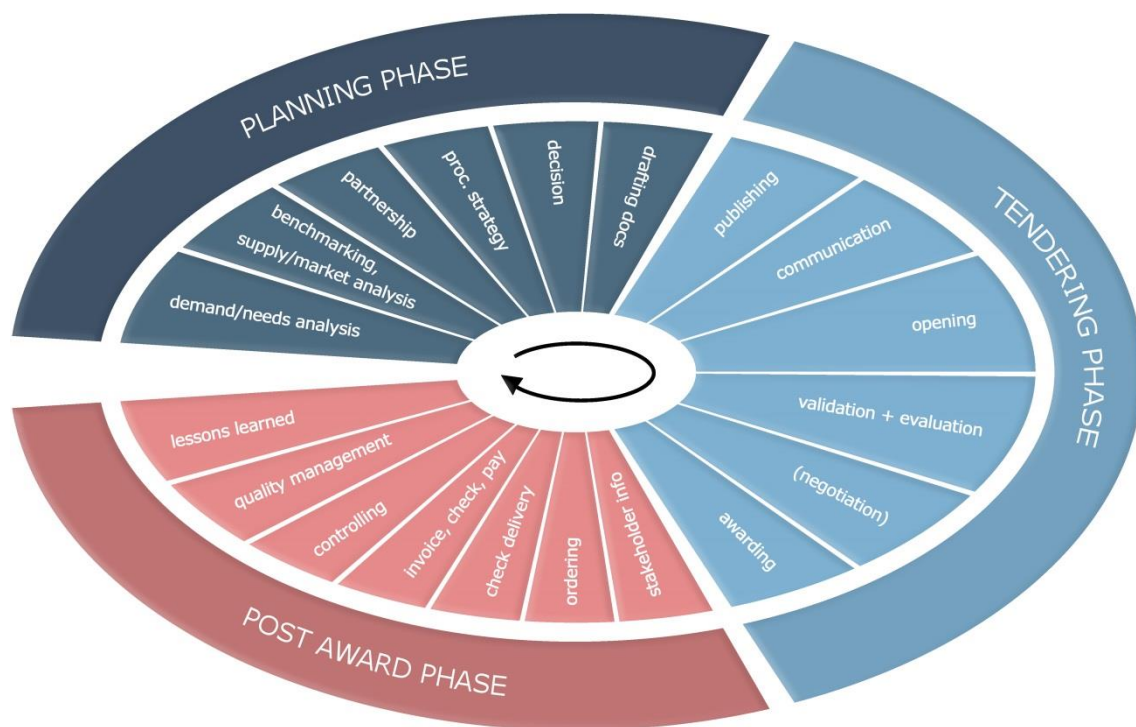 PLANNING PHASE
demand/needs analysis
benchmarking,
supply/market analysis
partnership
proc. strategy
decision
drafting docs
TENDERING PHASE
publishing
communication
opening
validation + evaluation
(negotiation)
awarding
POST AWARD PHASE
stakeholder info
ordering
check delivery
invoice, check, pay
controlling
quality management
lessons learned